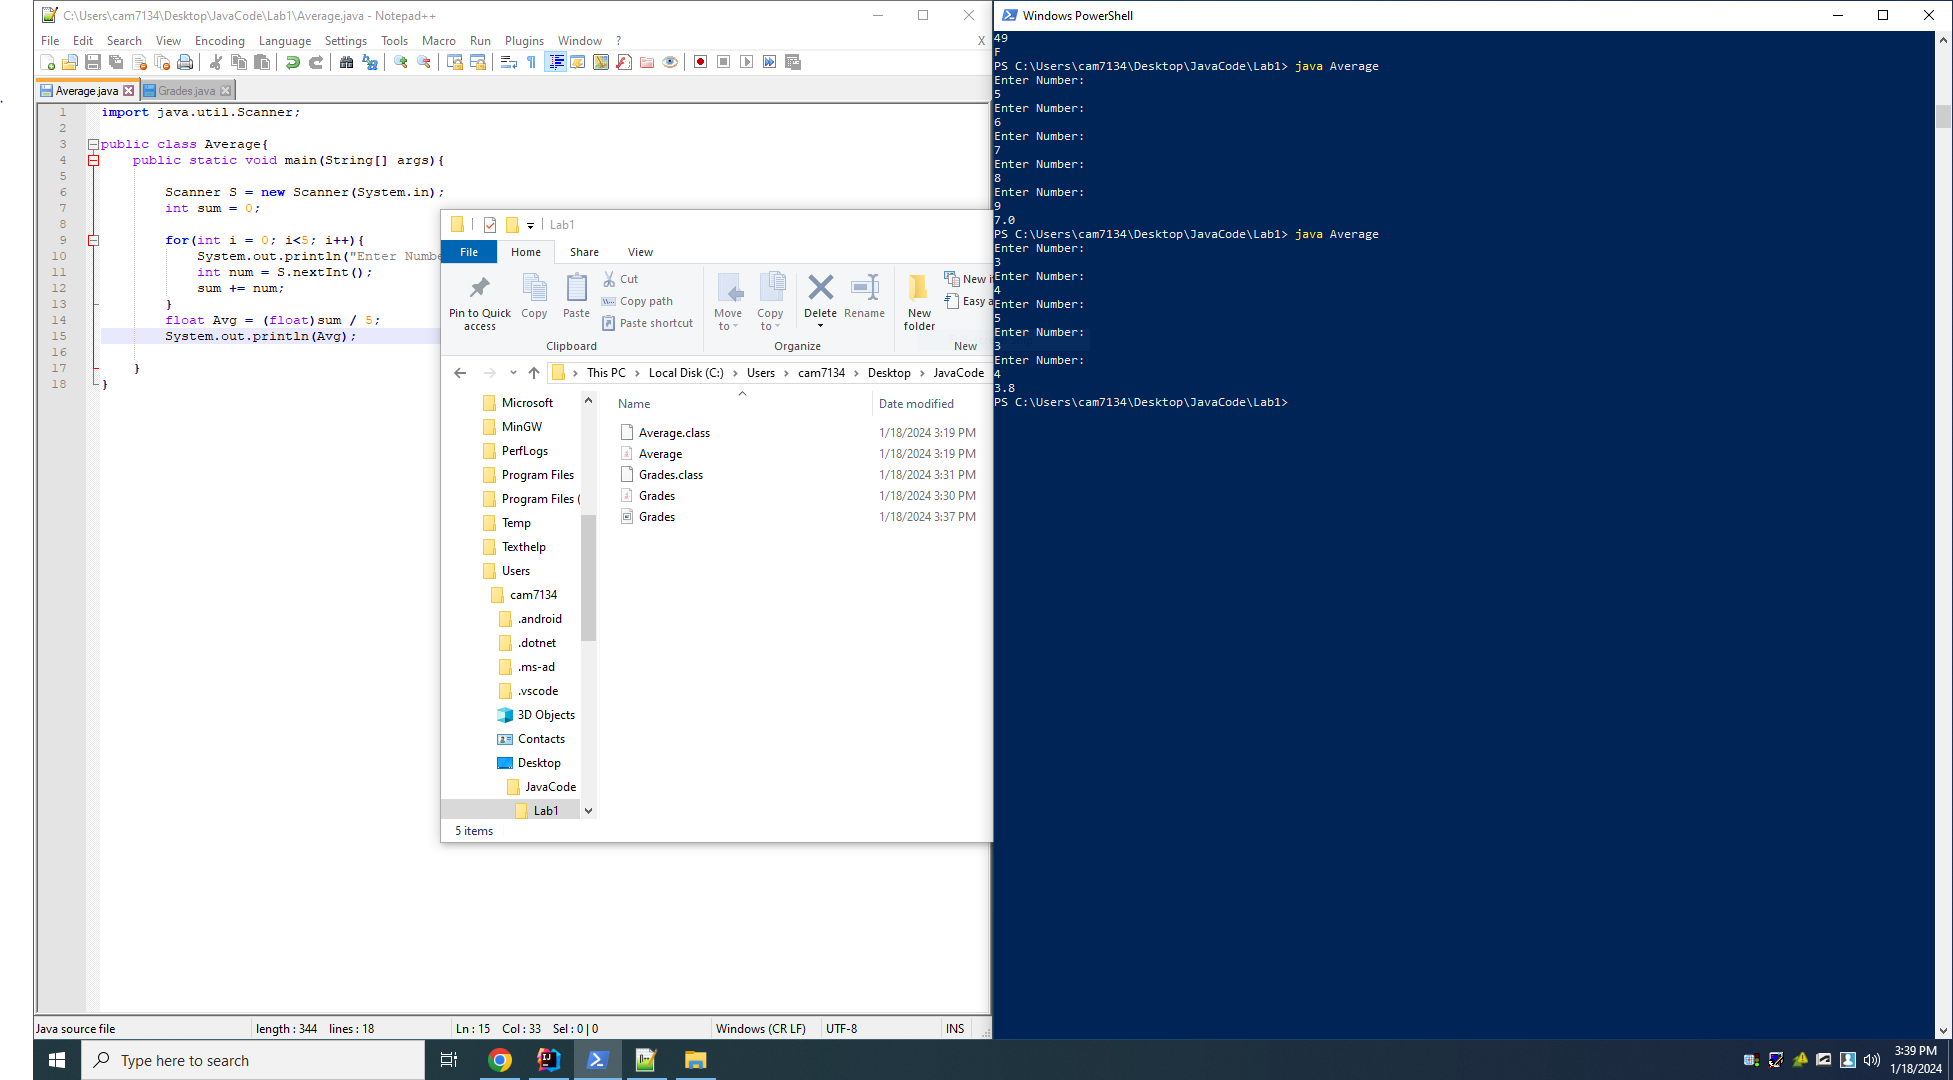 C:\Users\cam7134\Desktop\JavaCode\Lab1\Average.java - Notepad++
File Edit Search View Encoding Language Settings Tools Macro Run Plugins Window ? X
Average.java Grades.java
1 import java.util.Scanner;
2
3 public class Average{
4 public static void main(String[] args){
5
6 Scanner S = new Scanner(System.in);
7 int sum = 0;
8
9 for(int i = 0; i<5; i++){
10 System.out.println("Enter Numbe
11 int num = S.nextInt();
12 sum += num;
13 }
14 float Avg = (float)sum / 5;
15 System.out.println(Avg);
16
17 }
18 }
Java source file length : 344 lines : 18 Ln : 15 Col : 33 Sel : 0 | 0 Windows (CR LF) UTF-8 INS
Lab1
File Home Share View
Pin to Quick access
Copy
Paste
Cut
Copy path
Paste shortcut
Clipboard
Move to
Copy to
Delete
Rename
Organize
New folder
New i
Easy a
New
This PC > Local Disk (C:) > Users > cam7134 > Desktop > JavaCode
Microsoft
MinGW
PerfLogs
Program Files
Program Files (
Temp
Texthelp
Users
cam7134
.android
.dotnet
.ms-ad
.vscode
3D Objects
Contacts
Desktop
JavaCode
Lab1
Name Date modified
Average.class 1/18/2024 3:19 PM
Average 1/18/2024 3:19 PM
Grades.class 1/18/2024 3:31 PM
Grades 1/18/2024 3:30 PM
Grades 1/18/2024 3:37 PM
5 items
Windows PowerShell
49
F
PS C:\Users\cam7134\Desktop\JavaCode\Lab1> java Average
Enter Number:
5
Enter Number:
6
Enter Number:
7
Enter Number:
8
Enter Number:
9
7.0
PS C:\Users\cam7134\Desktop\JavaCode\Lab1> java Average
Enter Number:
3
Enter Number:
4
Enter Number:
5
Enter Number:
3
Enter Number:
4
3.8
PS C:\Users\cam7134\Desktop\JavaCode\Lab1>
Type here to search
3:39 PM
1/18/2024